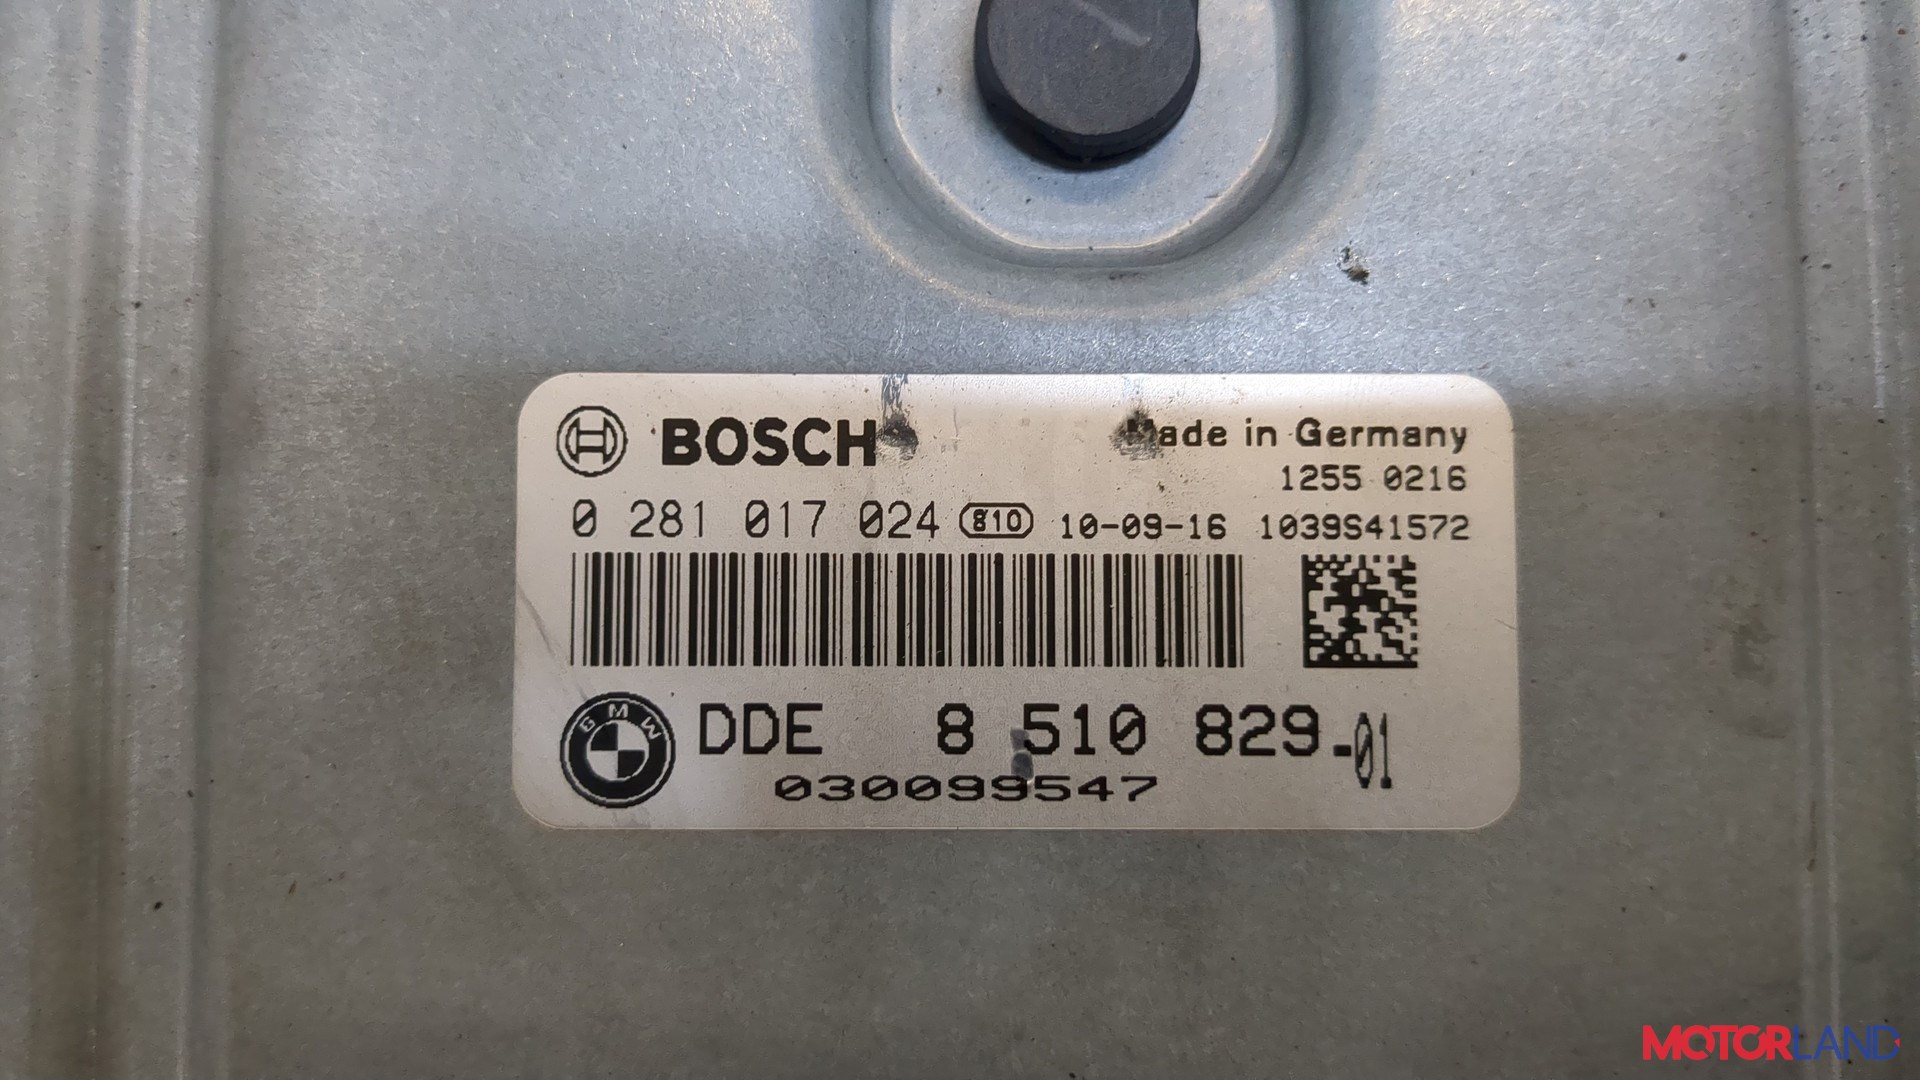 BOSCH
Made in Germany
1255 0216
0 281 017 024 810 10-09-16 1039S41572
BMW
DDE 8 510 829-01
030099547
MOTORLAND